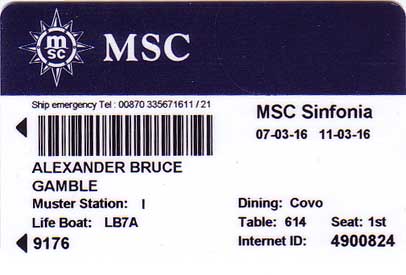 msc
MSC
Ship emergency Tel : 00870 335671611 / 21
MSC Sinfonia
07-03-16 11-03-16
ALEXANDER BRUCE
GAMBLE
Muster Station: I
Dining: Covo
Life Boat: LB7A
Table: 614 Seat: 1st
9176
Internet ID: 4900824